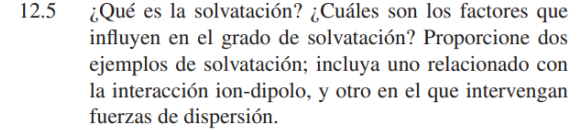 12.5 ¿Qué es la solvatación? ¿Cuáles son los factores que
influyen en el grado de solvatación? Proporcione dos
ejemplos de solvatación; incluya uno relacionado con
la interacción ion-dipolo, y otro en el que intervengan
fuerzas de dispersión.